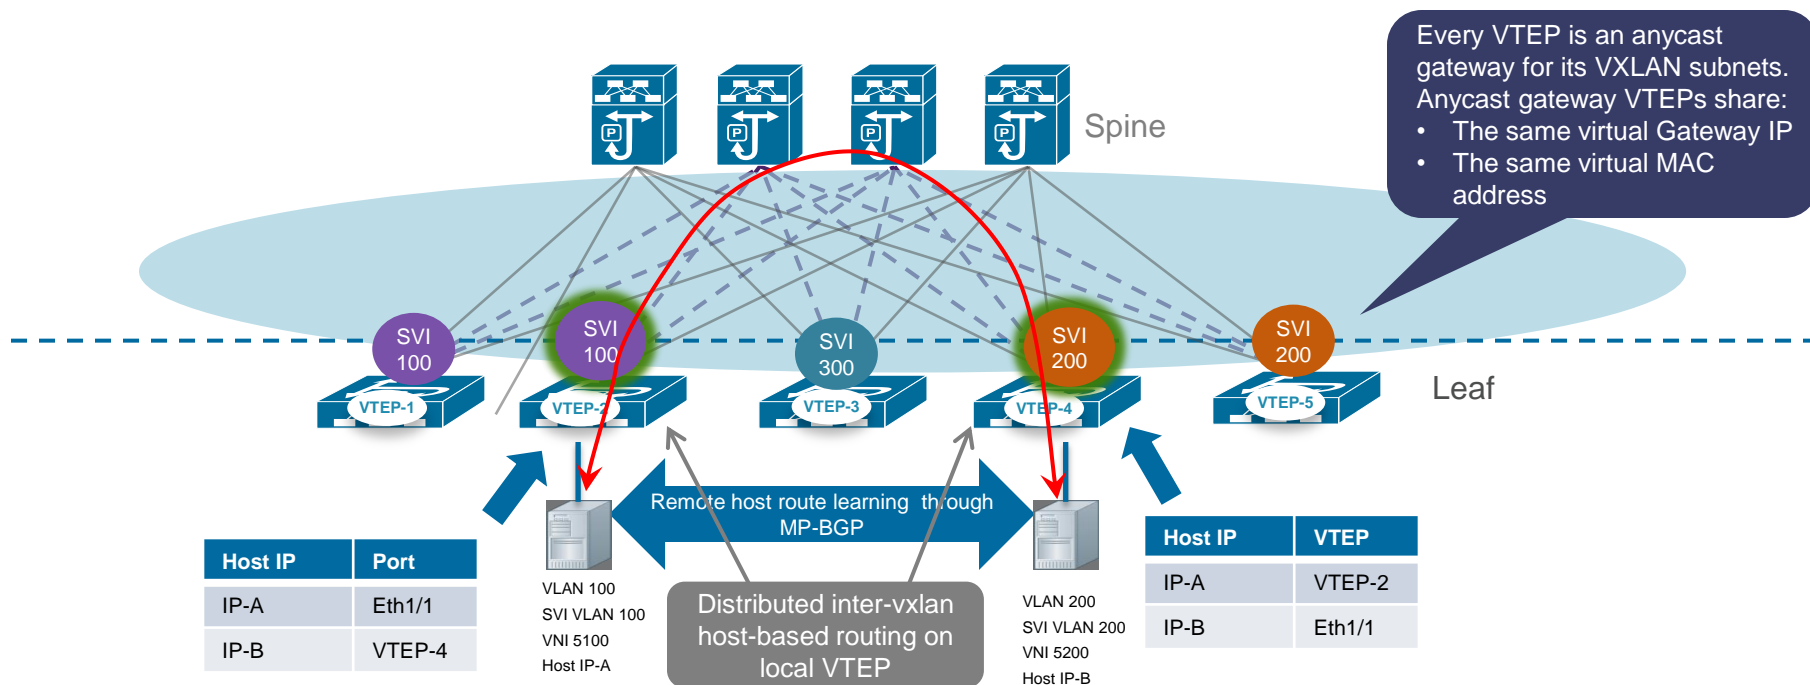 Every VTEP is an anycast
gateway for its VXLAN subnets.
Anycast gateway VTEPs share:
• The same virtual Gateway IP
• The same virtual MAC
address
P
P
P
P
Spine
SVI
100
SVI
100
SVI
300
SVI
200
SVI
200
VTEP-1
VTEP-2
VTEP-3
VTEP-4
VTEP-5
Leaf
Remote host route learning through
MP-BGP
Host IP Port
IP-A Eth1/1
IP-B VTEP-4
VLAN 100
SVI VLAN 100
VNI 5100
Host IP-A
Distributed inter-vxlan
host-based routing on
local VTEP
VLAN 200
SVI VLAN 200
VNI 5200
Host IP-B
Host IP VTEP
IP-A VTEP-2
IP-B Eth1/1